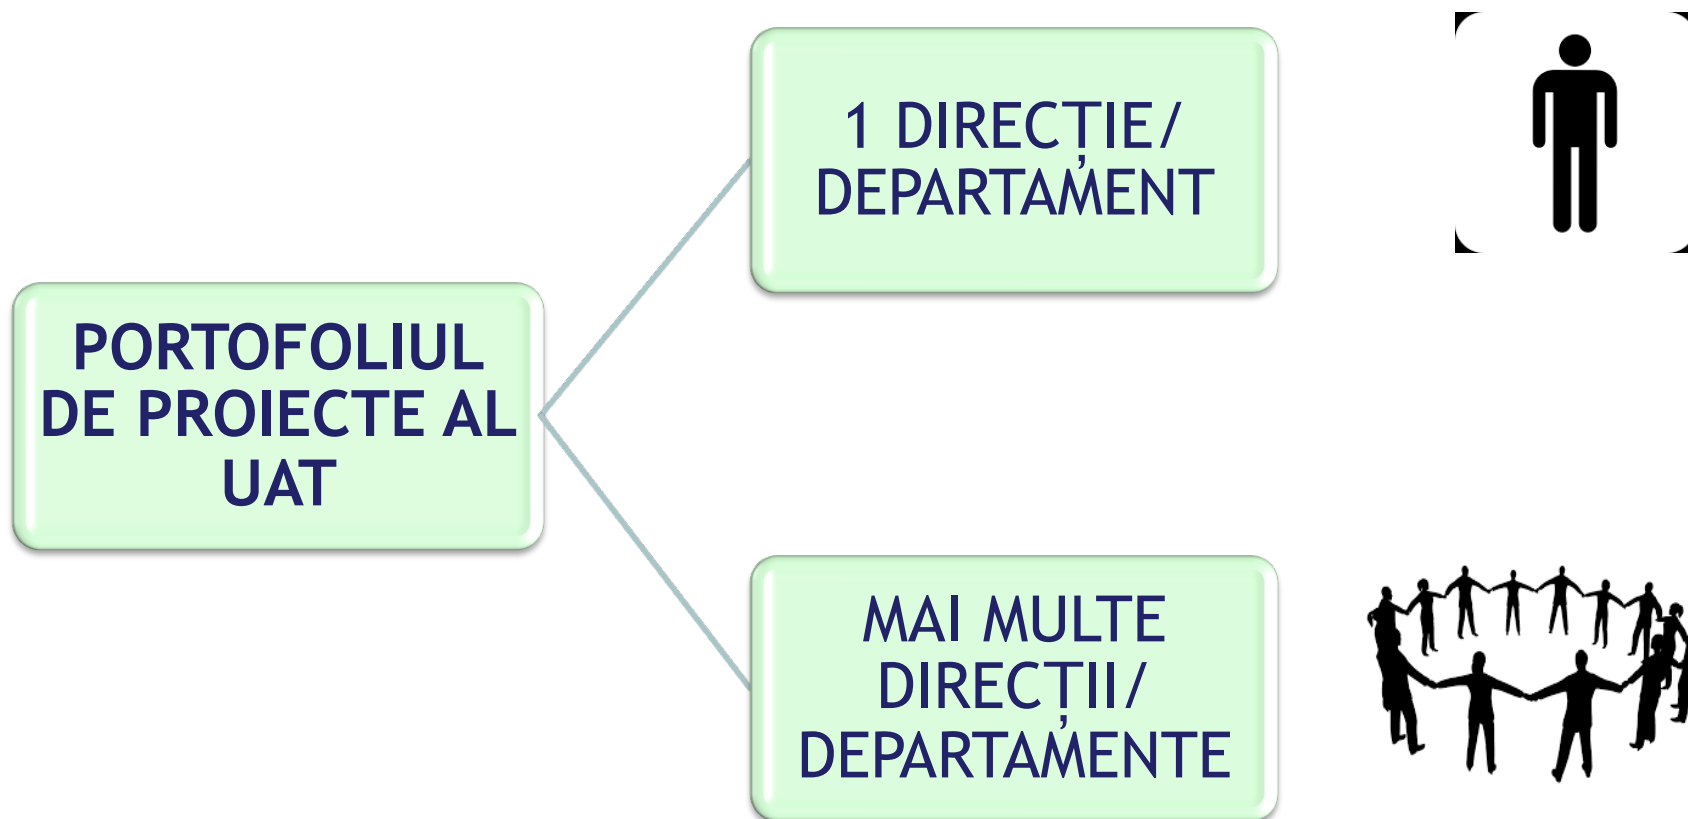 PORTOFOLIUL
DE PROIECTE AL
UAT
1 DIRECȚIE/
DEPARTAMENT
MAI MULTE
DIRECȚII/
DEPARTAMENTE